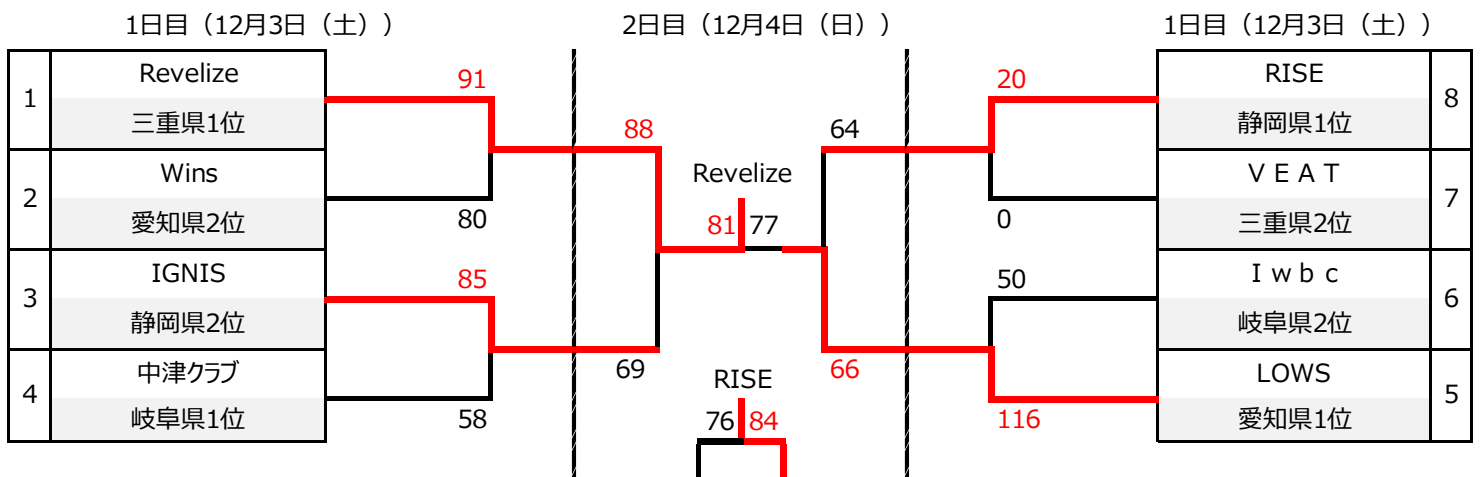 1日目（12月3日（土））
2日目（12月4日（日））
1日目（12月3日（土））
1
Revelize
三重県1位
91
2
Wins
愛知県2位
80
3
IGNIS
静岡県2位
85
4
中津クラブ
岐阜県1位
58
88
69
Revelize
81 77
RISE
76 84
64
66
20
RISE
静岡県1位
8
0
ＶＥＡＴ
三重県2位
7
50
Ｉｗｂｃ
岐阜県2位
6
116
LOWS
愛知県1位
5